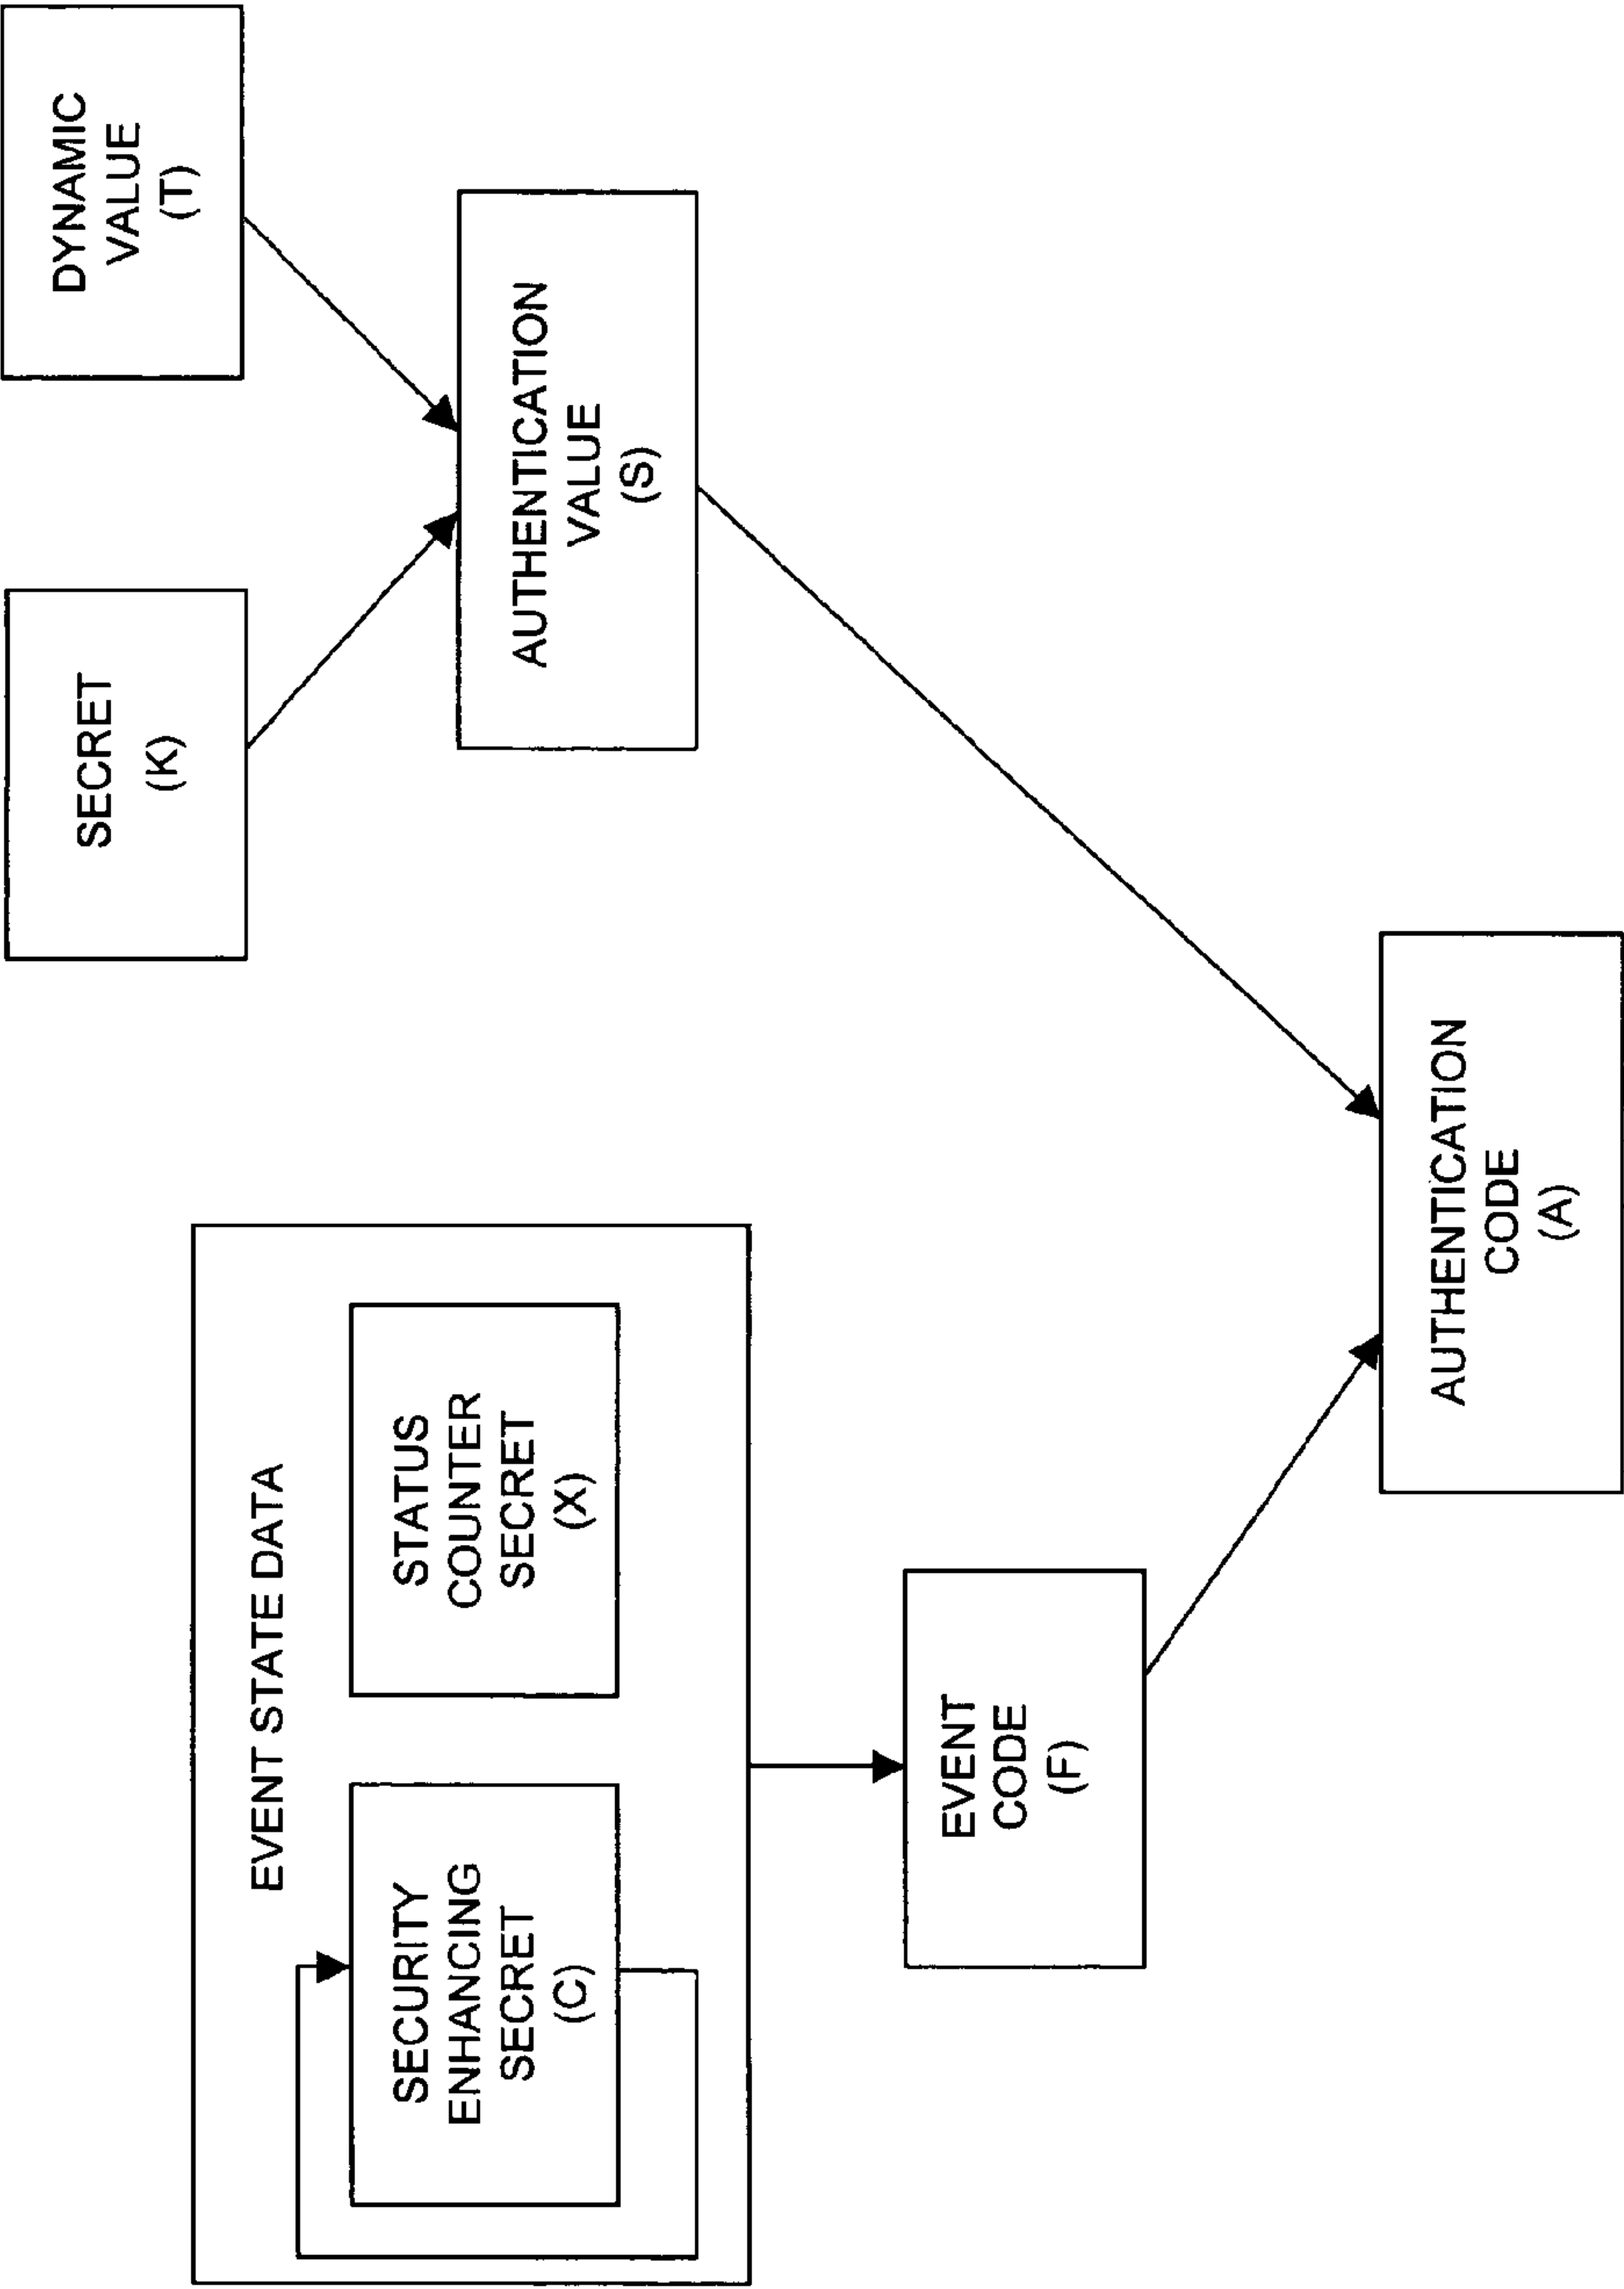 EVENT STATE DATA
SECURITY
ENHANCING
SECRET
(C)
STATUS
COUNTER
SECRET
(X)
SECRET
(K)
DYNAMIC
VALUE
(T)
AUTHENTICATION
VALUE
(S)
EVENT
CODE
(F)
AUTHENTICATION
CODE
(A)